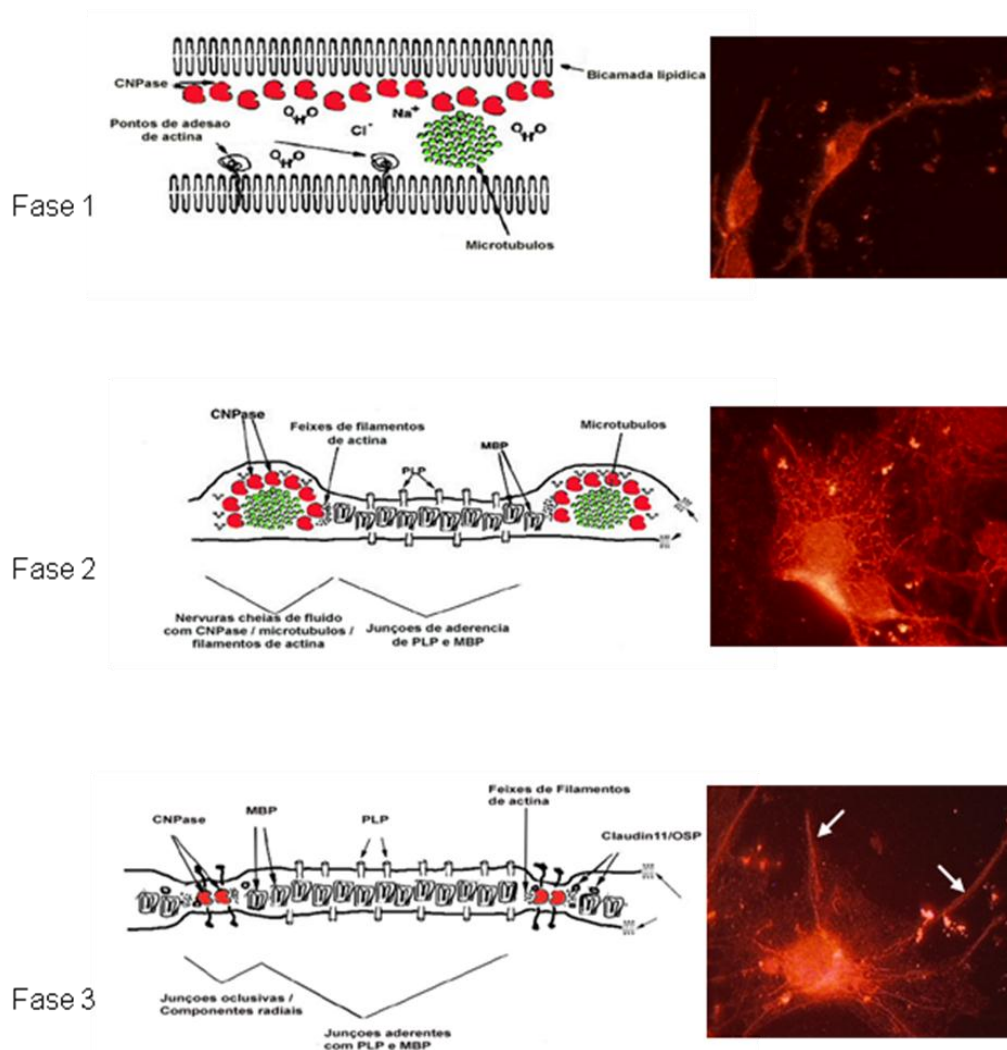 CNPase
Bicamada lipidica
Na+
Cl-
H
O O
H
O O
H
O O
Pontos de adesao
de actina
Fase 1
Microtubulos
CNPase
Feixes de filamentos
de actina
Microtubulos
MBP
PLP
Fase 2
Nervuras cheias de fluido
com CNPase / microtubulos /
filamentos de actina
Junçoes de aderencia
de PLP e MBP
Feixes de Filamentos
de actina
MBP
CNPase
PLP
Claudin11/OSP
Fase 3
Junçoes oclusivas /
Componentes radiais
Junçoes aderentes
com PLP e MBP